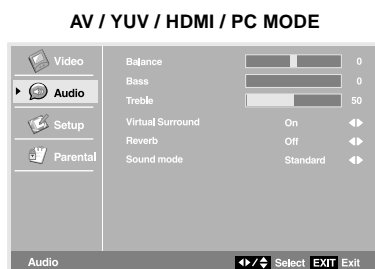 AV / YUV / HDMI / PC MODE
Video
Audio
Setup
Parental
Balance 0
Bass 0
Treble 50
Virtual Surround On
Reverb Off
Sound mode Standard
Audio Select EXIT Exit